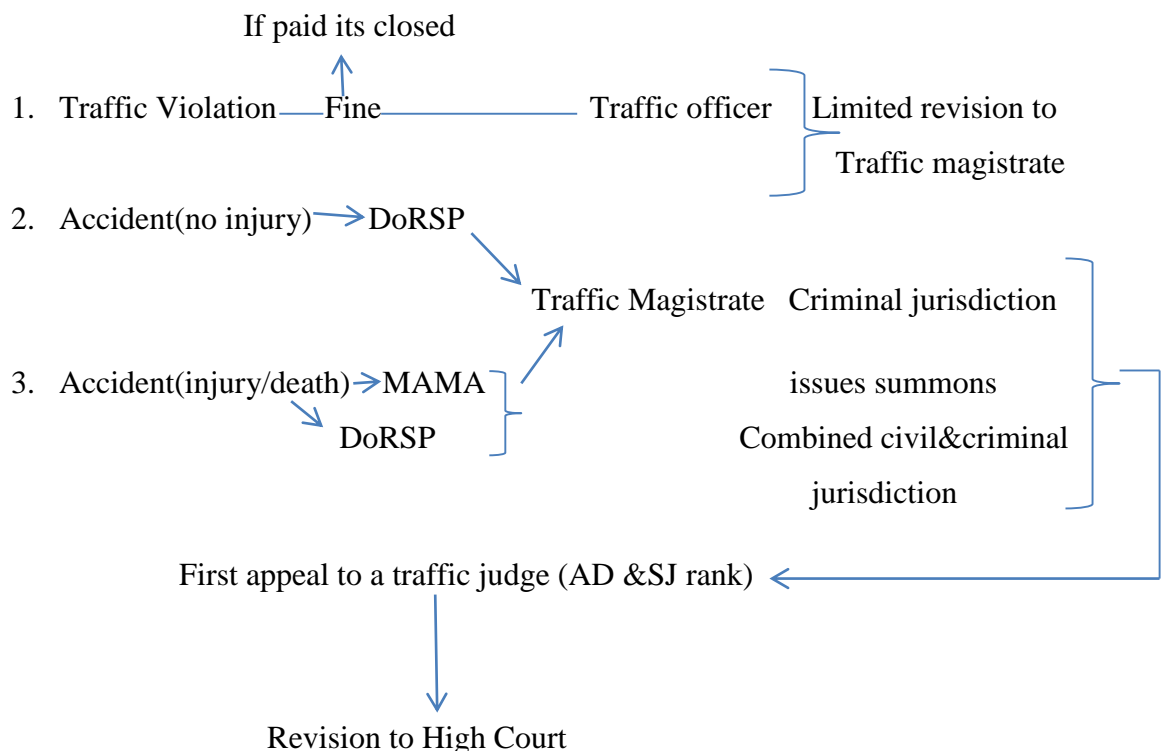 If paid its closed
1. Traffic Violation Fine Traffic officer Limited revision to
Traffic magistrate
2. Accident(no injury) DoRSP
Traffic Magistrate Criminal jurisdiction
3. Accident(injury/death) MAMA issues summons
DoRSP Combined civil&criminal
jurisdiction
First appeal to a traffic judge (AD &SJ rank)
Revision to High Court